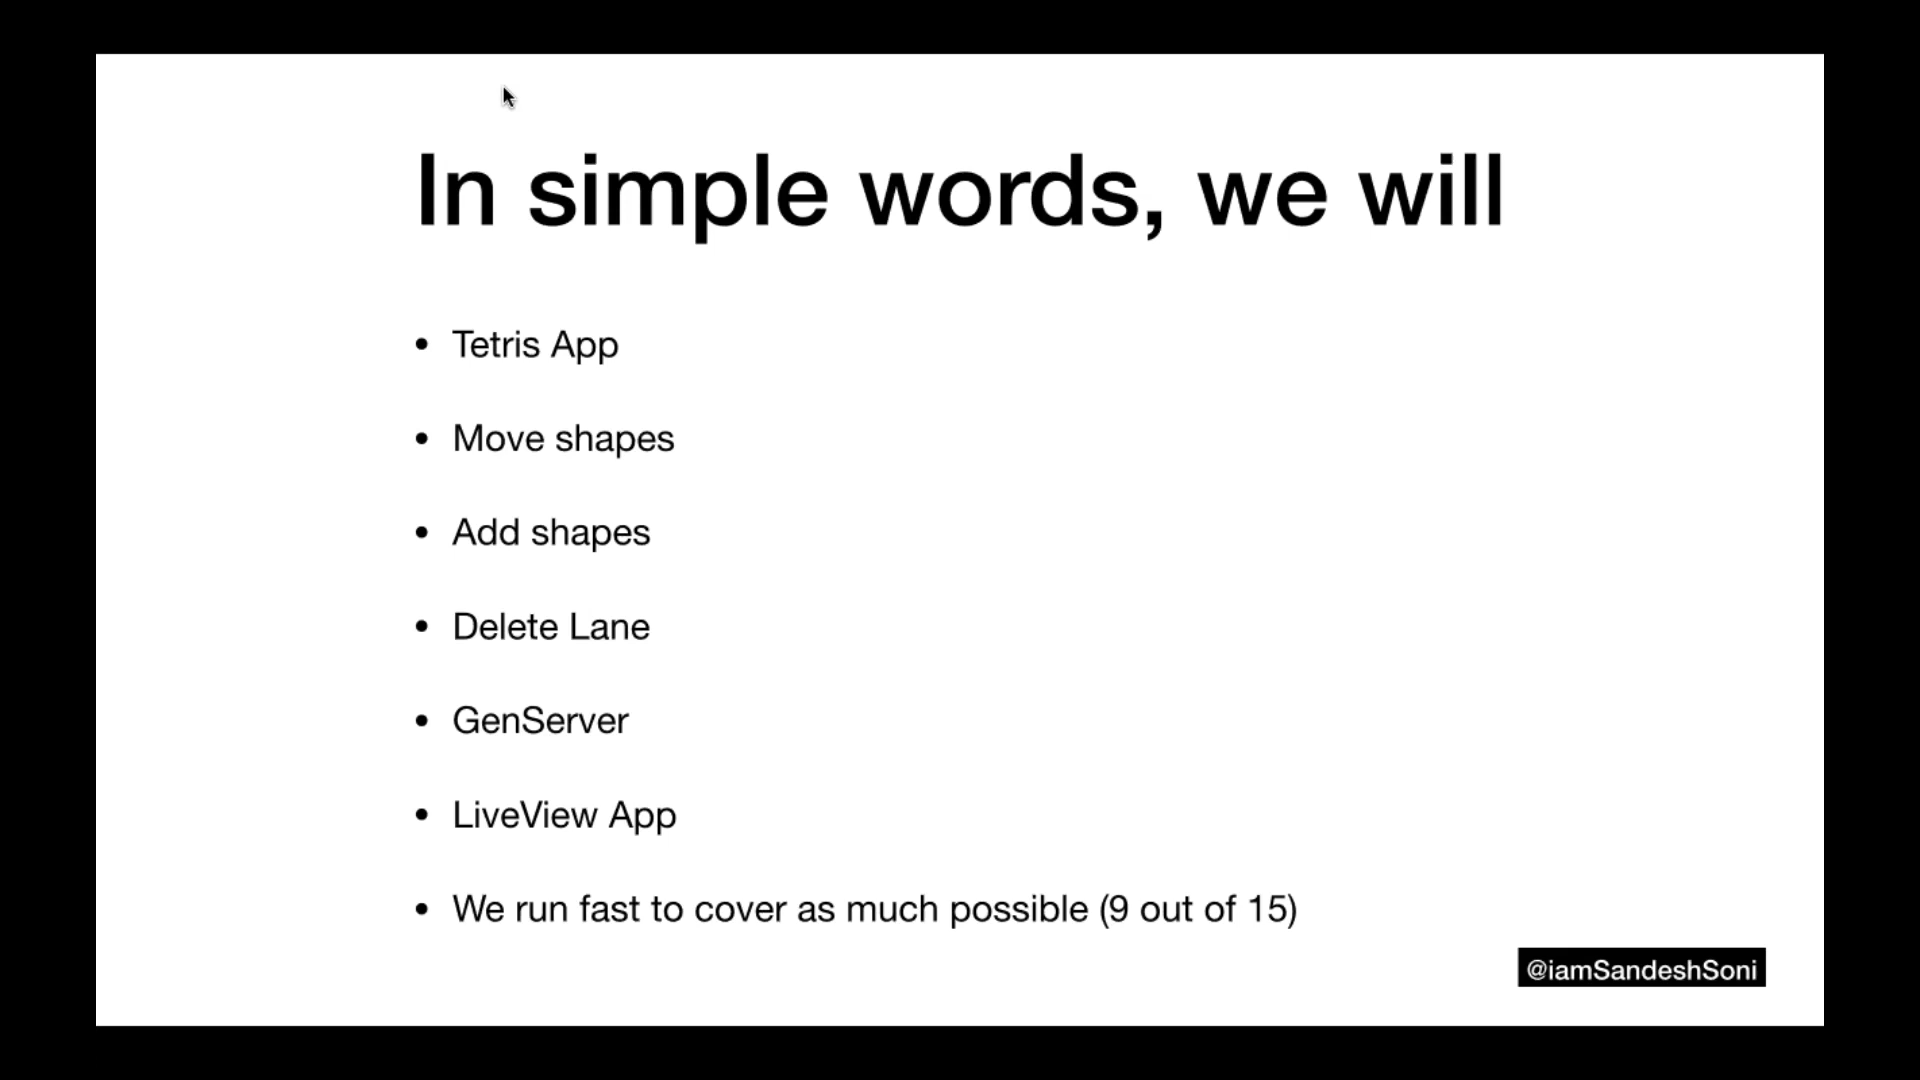 In simple words, we will
• Tetris App
• Move shapes
• Add shapes
• Delete Lane
• GenServer
• LiveView App
• We run fast to cover as much possible (9 out of 15)
@iamSandeshSoni